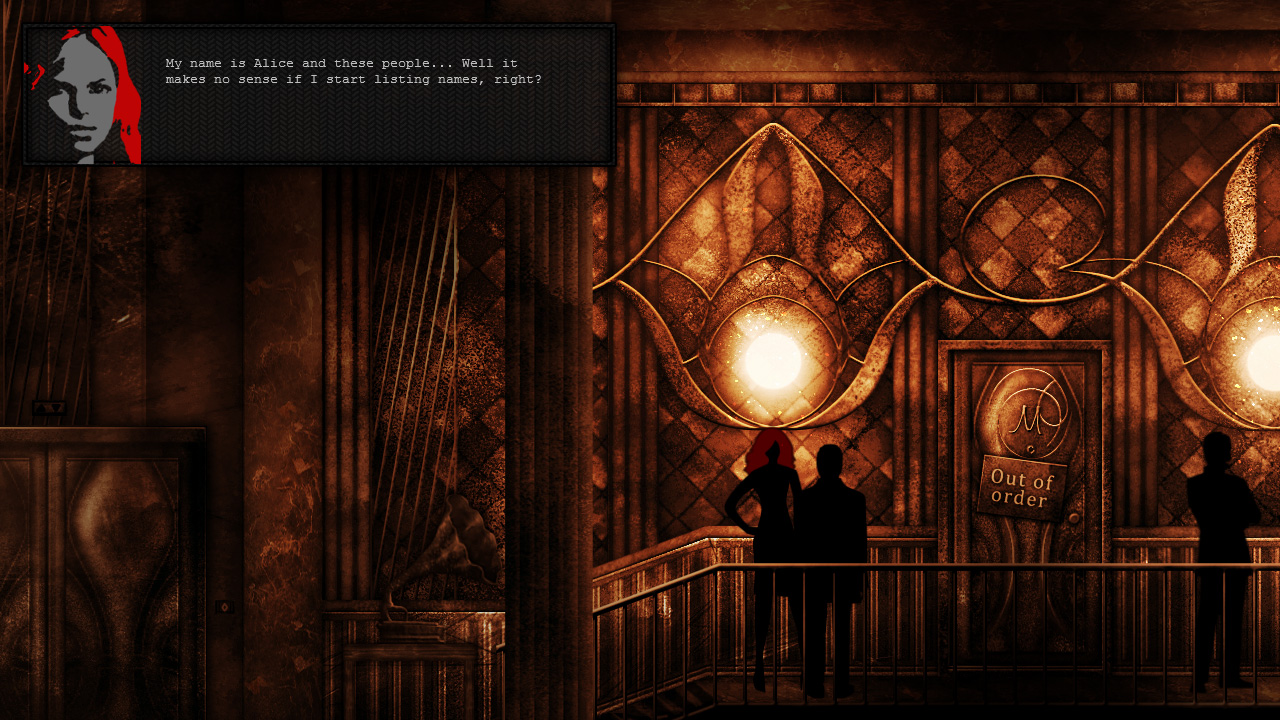 My name is Alice and these people... Well it
makes no sense if I start listing names, right?
M
Out of
order